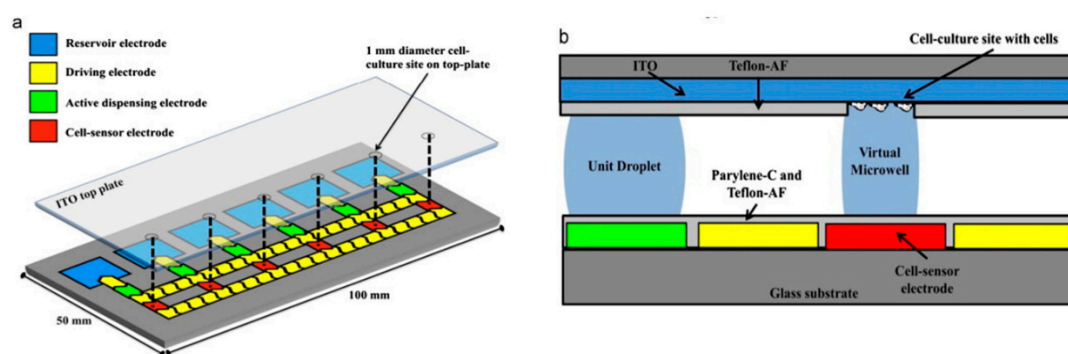 a
Reservoir electrode
Driving electrode
Active dispensing electrode
Cell-sensor electrode
1 mm diameter cell-
culture site on top-plate
ITO top plate
50 mm
100 mm
b
Cell-culture site with cells
ITO
Teflon-AF
Unit Droplet
Virtual
Microwell
Parylene-C and
Teflon-AF
Cell-sensor
electrode
Glass substrate